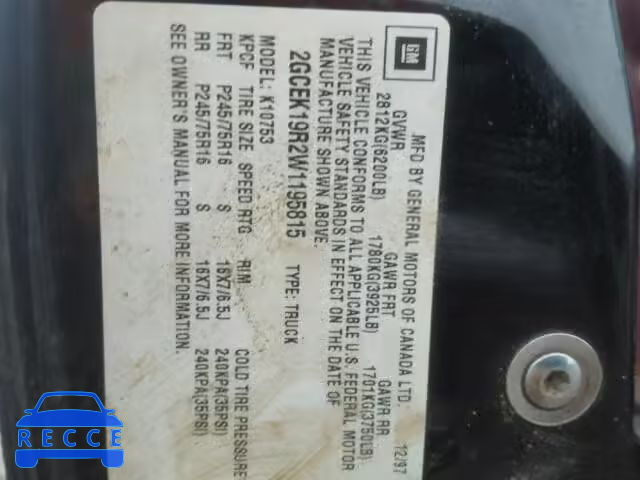 GM
MFD BY GENERAL MOTORS OF CANADA LTD. 12/97
GVWR GAWR FRT GAWR RR
2812KG(6200LB) 1780KG(3925LB) 1701KG(3750LB)
THIS VEHICLE CONFORMS TO ALL APPLICABLE U.S. FEDERAL MOTOR
VEHICLE SAFETY STANDARDS IN EFFECT ON THE DATE OF
MANUFACTURE SHOWN ABOVE.
2GCEK19R2W1195815 TYPE: TRUCK
MODEL: K10753
KPCF TIRE SIZE SPEED RTG RIM COLD TIRE PRESSURE
FRT P245/75R16 S 16X7/6.5J 240KPA(35PSI)
RR P245/75R16 S 16X7/6.5J 240KPA(35PSI)
SEE OWNER'S MANUAL FOR MORE INFORMATION.
RECCE